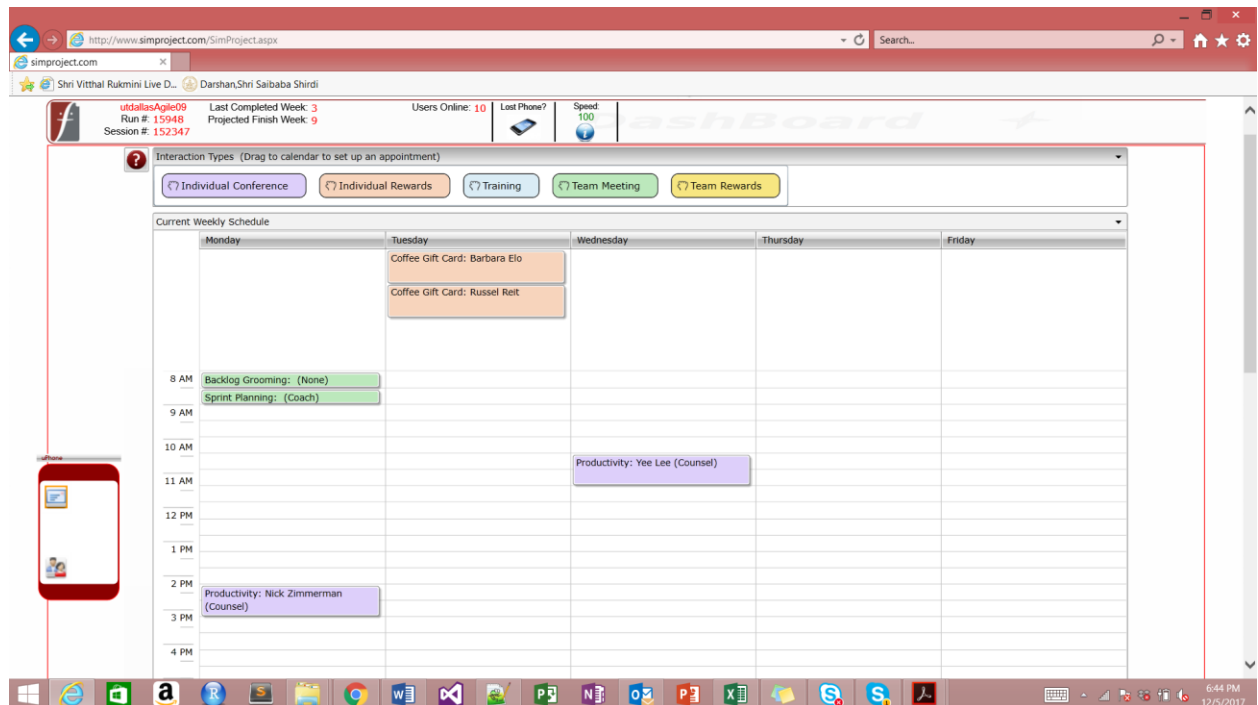 http://www.simproject.com/SimProject.aspx
Search...
simproject.com
Shri Vitthal Rukmini Live D...
Darshan,Shri Saibaba Shirdi
utdallasAgile09
Run #: 15948
Session #: 152347
Last Completed Week: 3
Projected Finish Week: 9
Users Online: 10
Lost Phone?
Speed:
100
DashBoard
Interaction Types (Drag to calendar to set up an appointment)
Individual Conference
Individual Rewards
Training
Team Meeting
Team Rewards
Current Weekly Schedule
Monday
Tuesday
Wednesday
Thursday
Friday
Coffee Gift Card: Barbara Elo
Coffee Gift Card: Russel Reit
8 AM
Backlog Grooming: (None)
Sprint Planning: (Coach)
9 AM
10 AM
uPhone
Productivity: Yee Lee (Counsel)
11 AM
12 PM
1 PM
2 PM
Productivity: Nick Zimmerman
(Counsel)
3 PM
4 PM
6:44 PM
12/5/2017